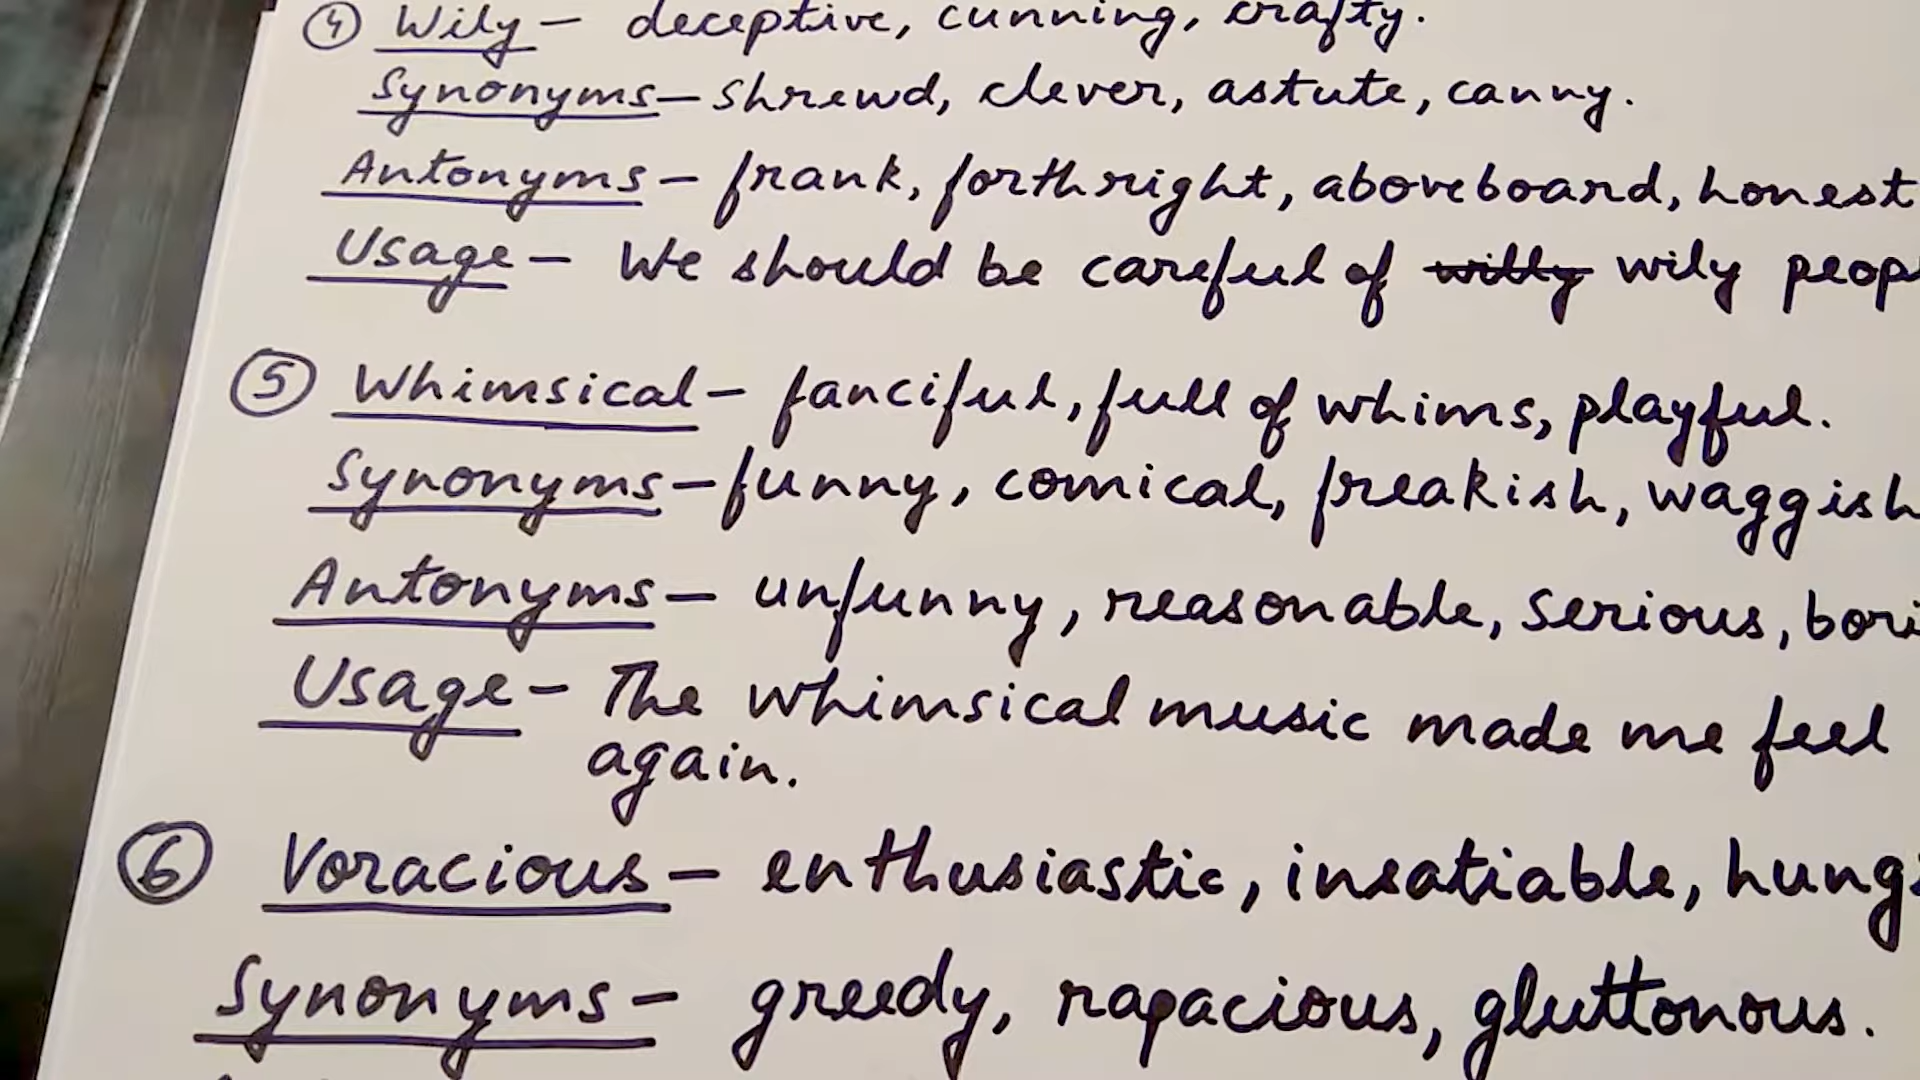 ④ Wily - deceptive, cunning, crafty.
Synonyms - shrewd, clever, astute, canny.
Antonyms - frank, forthright, aboveboard, honest
Usage - We should be careful of wily
⑤ Whimsical - fanciful, full of whims, playful.
Synonyms - funny, comical, freakish, waggish
Antonyms - unfunny, reasonable, serious,
Usage - The whimsical music made me feel
again.
⑥ Voracious - enthusiastic, insatiable,
Synonyms - greedy, rapacious, gluttonous.